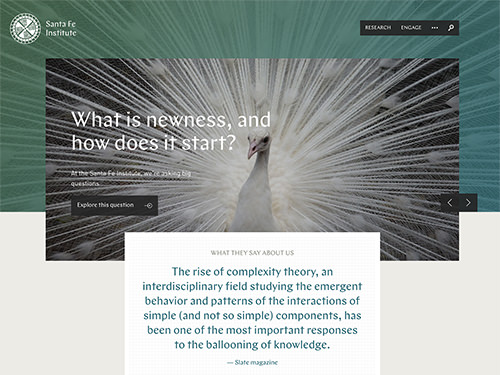 Santa Fe
Institute
RESEARCH ENGAGE
What is newness, and
how does it start?
At the Santa Fe Institute, we're asking big
questions.
Explore this question
WHAT THEY SAY ABOUT US
The rise of complexity theory, an
interdisciplinary field studying the emergent
behavior and patterns of the interactions of
simple (and not so simple) components, has
been one of the most important responses
to the ballooning of knowledge.
— Slate magazine